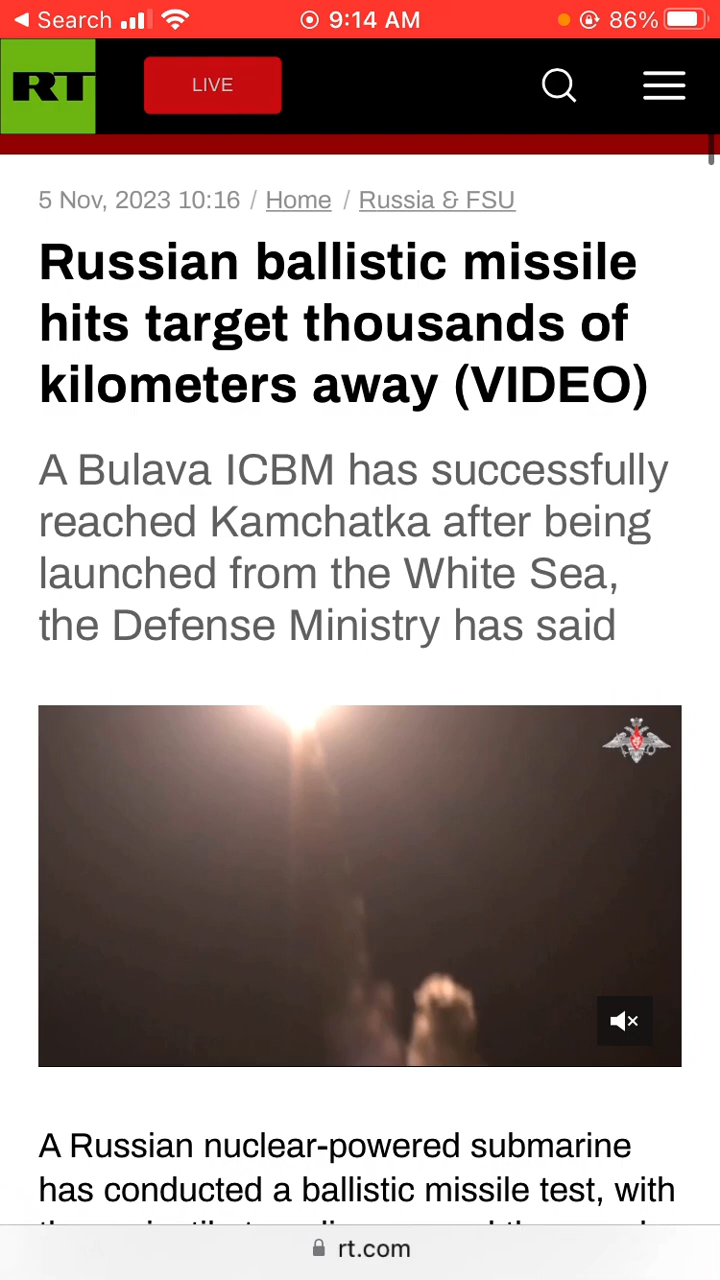 Search 9:14 AM 86%
RT LIVE
5 Nov, 2023 10:16 / Home / Russia & FSU
Russian ballistic missile
hits target thousands of
kilometers away (VIDEO)
A Bulava ICBM has successfully
reached Kamchatka after being
launched from the White Sea,
the Defense Ministry has said
A Russian nuclear-powered submarine
has conducted a ballistic missile test, with
rt.com